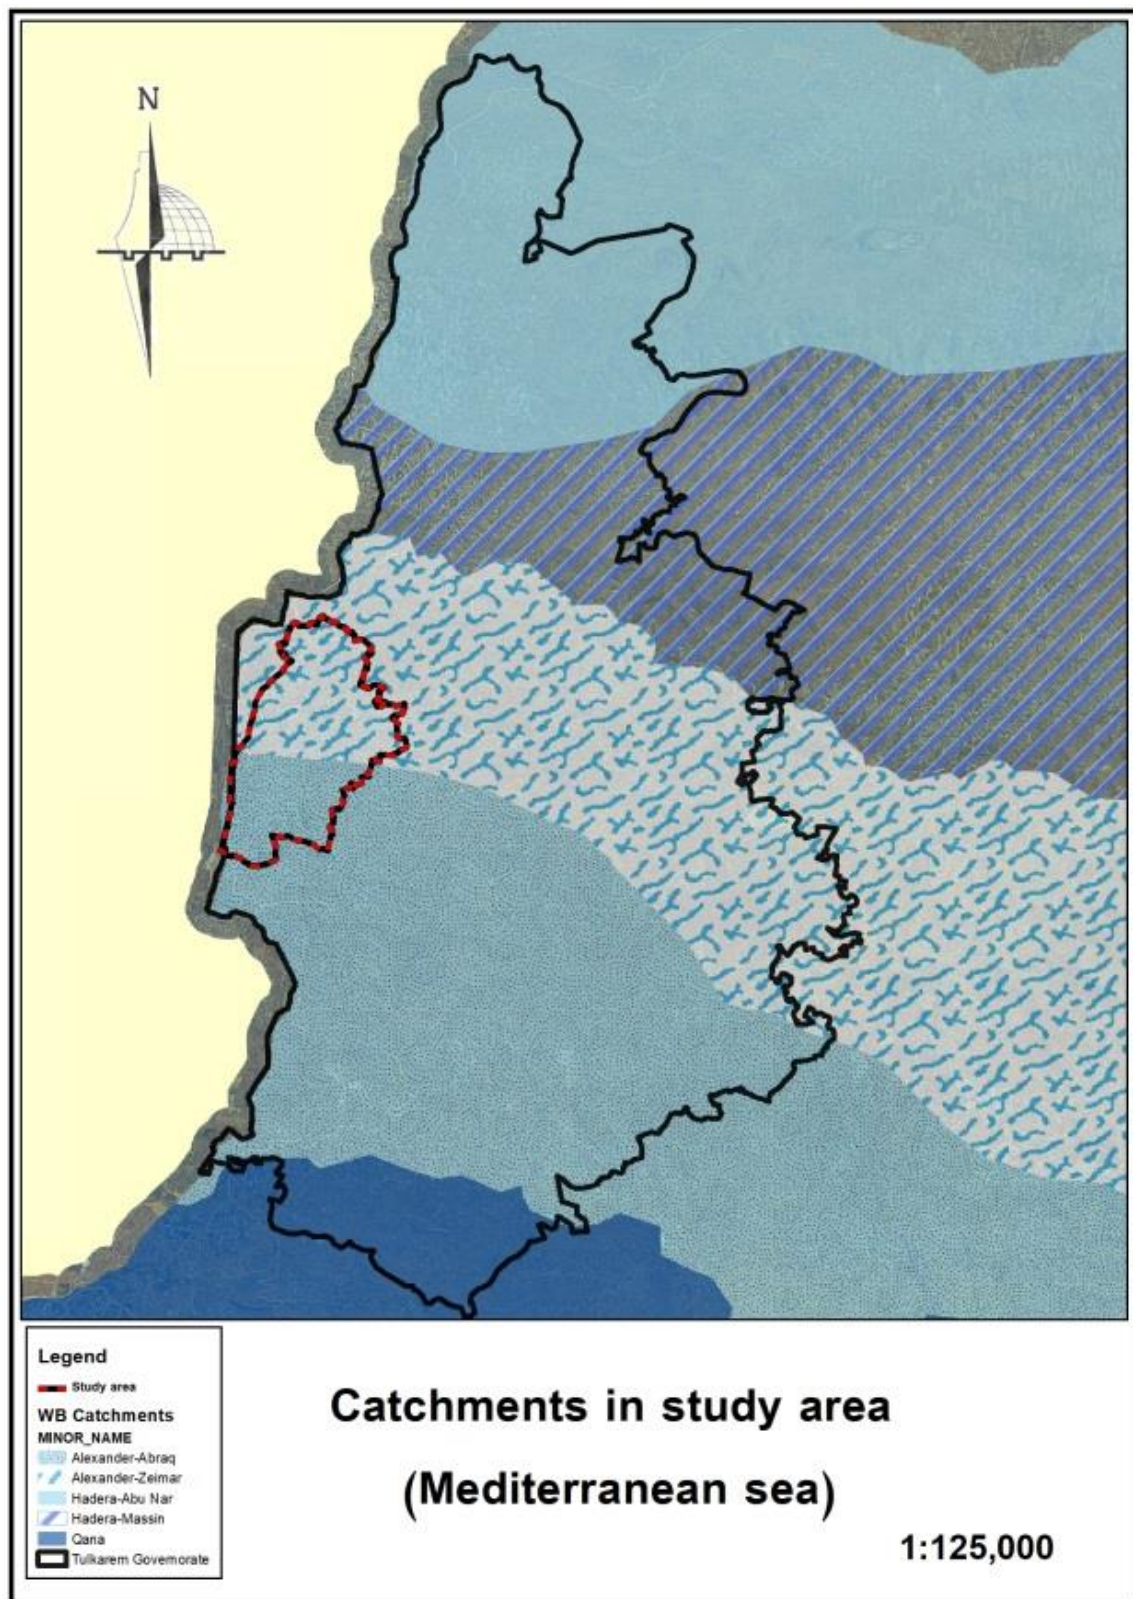 N
Legend
Study area
WB Catchments
MINOR_NAME
Alexander-Abraq
Alexander-Zeimar
Hadera-Abu Nar
Hadera-Massin
Qana
Tulkarem Governorate
Catchments in study area
(Mediterranean sea)
1:125,000